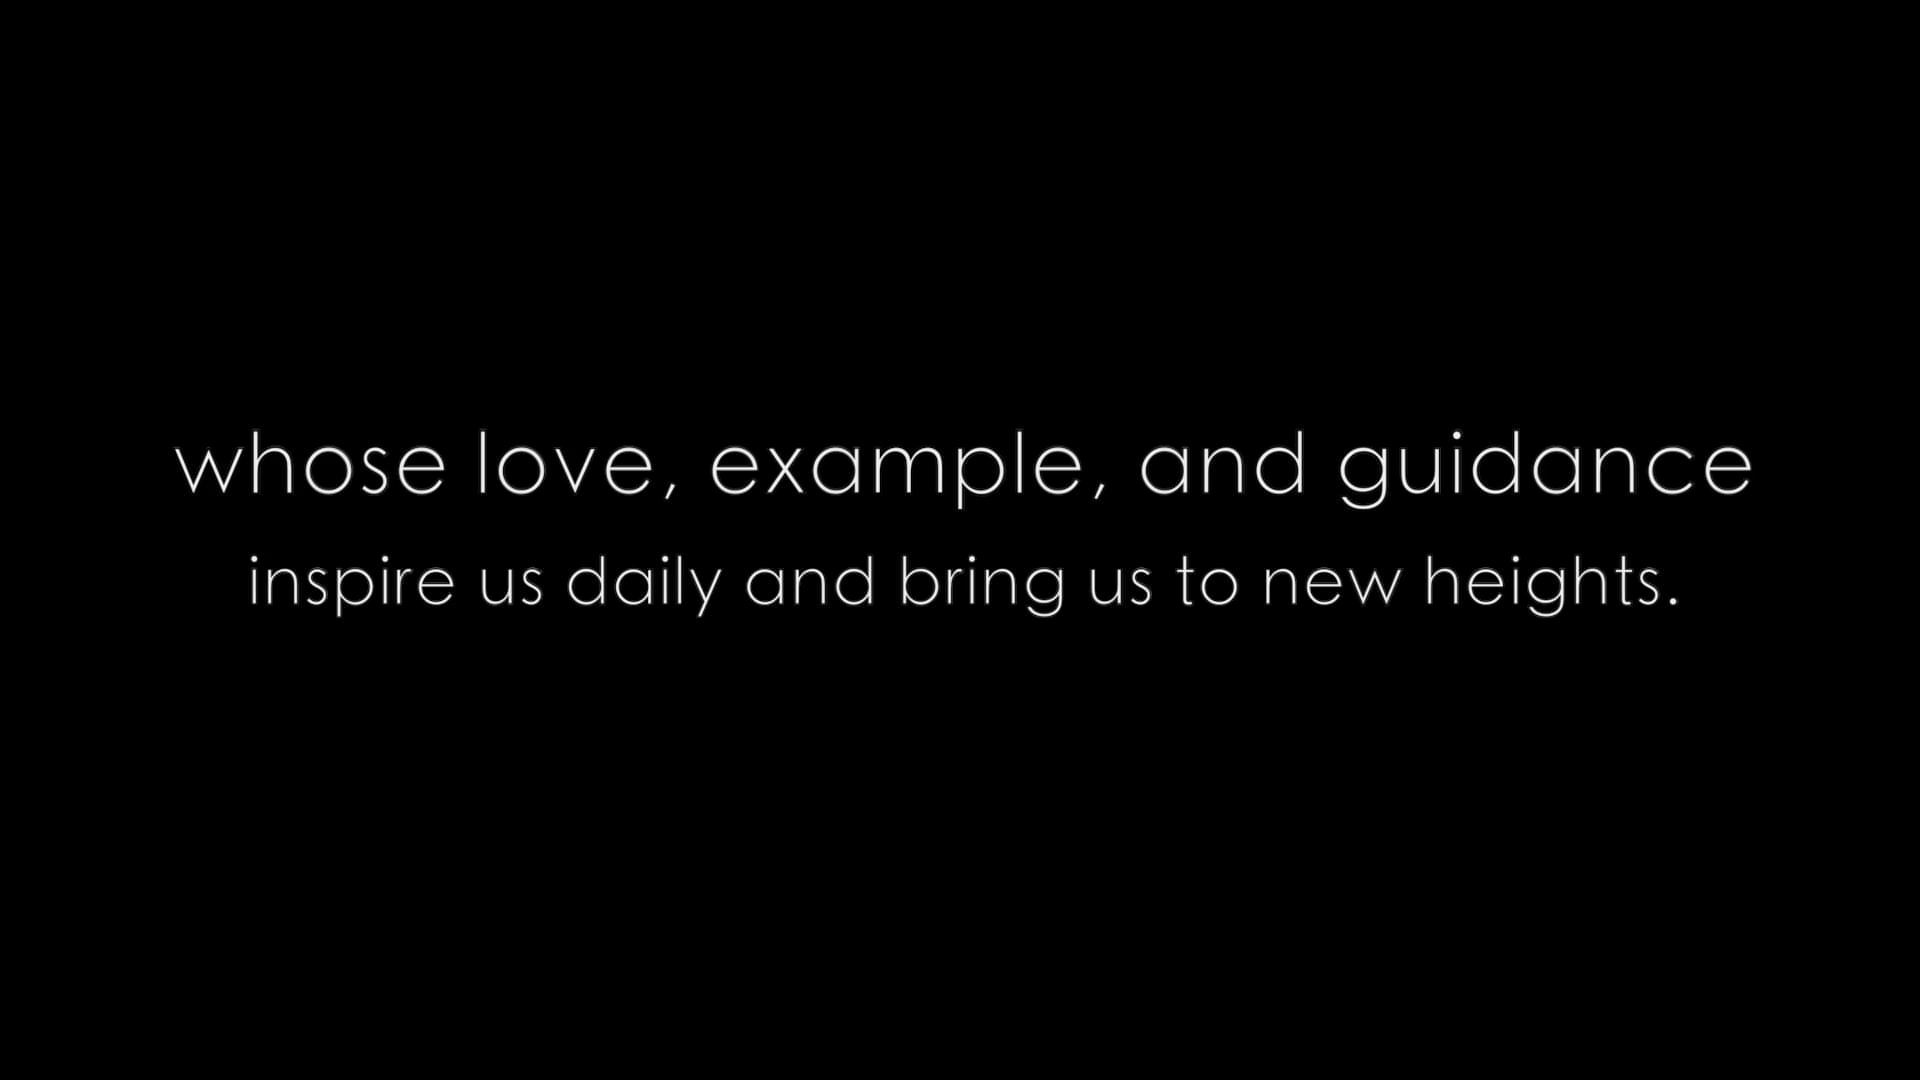 whose love, example, and guidance
inspire us daily and bring us to new heights.